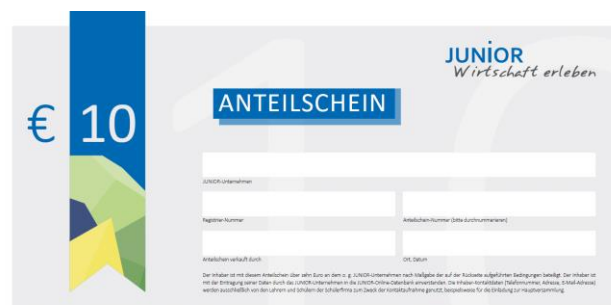 JUNIOR
Wirtschaft erleben
€ 10
ANTEILSCHEIN
JUNIOR-Unternehmen
Registrier-Nummer
Anteilschein-Nummer (bitte durchnummerieren)
Anteilschein verkauft durch
Ort, Datum
Der Inhaber ist mit diesem Anteilschein über zehn Euro an dem o. g. JUNIOR-Unternehmen nach Maßgabe der auf der Rückseite aufgeführten Bedingungen beteiligt. Der Inhaber ist
mit der Eintragung seiner Daten durch das JUNIOR-Unternehmen in die JUNIOR-Online-Datenbank einverstanden. Die Inhaber-Kontaktdaten (Telefonnummer, Adresse, E-Mail-Adresse)
werden ausschließlich von den Lehrern und Schülern der Schülerfirma zum Zweck der Kontaktaufnahme genutzt, beispielsweise für die Einladung zur Hauptversammlung.